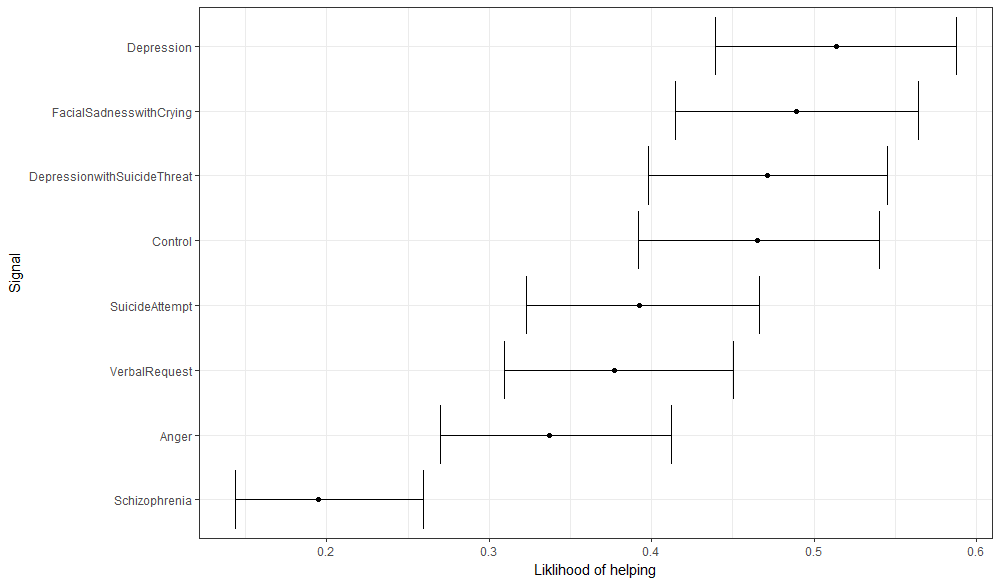 Depression
FacialSadnesswithCrying
DepressionwithSuicideThreat
Control
SuicideAttempt
VerbalRequest
Anger
Schizophrenia
Signal
0.2 0.3 0.4 0.5 0.6
Liklihood of helping